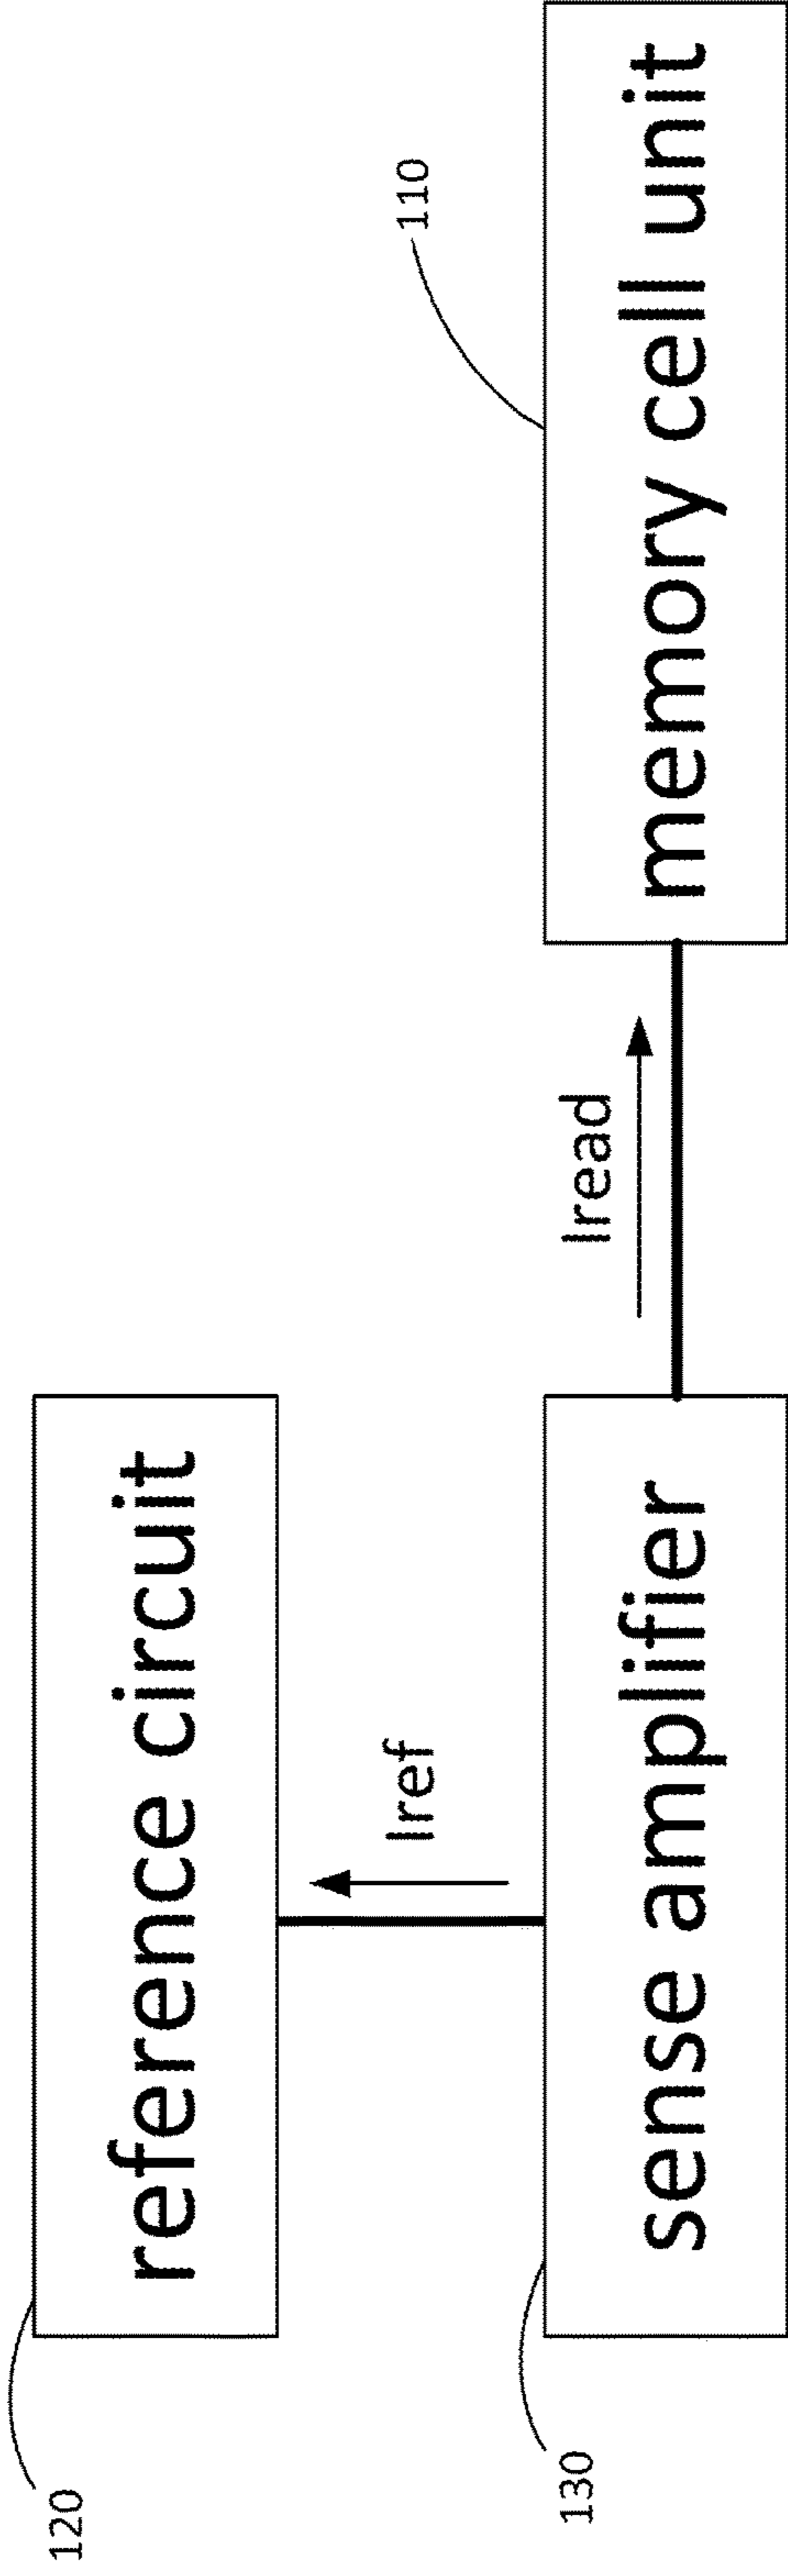 120
reference circuit
Iref
130
sense amplifier
Iread
110
memory cell unit